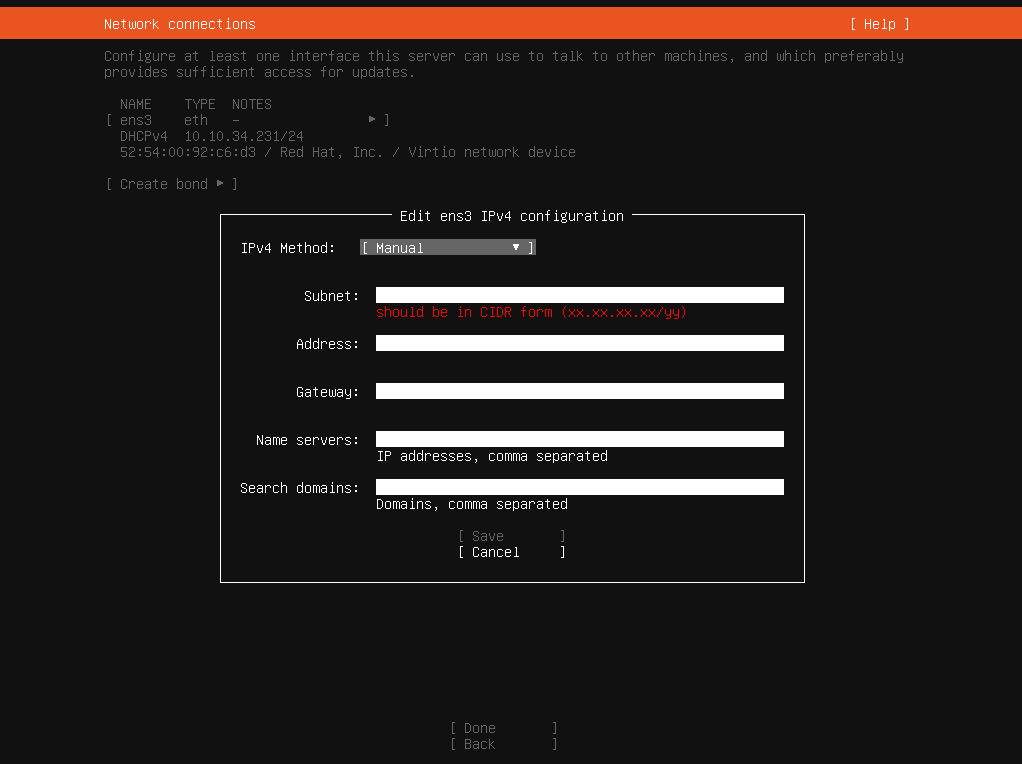 Network connections [ Help ]
Configure at least one interface this server can use to talk to other machines, and which preferably
provides sufficient access for updates.
NAME TYPE NOTES
[ ens3 eth – ▸ ]
DHCPv4 10.10.34.231/24
52:54:00:92:c6:d3 / Red Hat, Inc. / Virtio network device
[ Create bond ▸ ]
Edit ens3 IPv4 configuration
IPv4 Method: [ Manual ▾ ]
Subnet:
should be in CIDR form (xx.xx.xx.xx/yy)
Address:
Gateway:
Name servers:
IP addresses, comma separated
Search domains:
Domains, comma separated
[ Save ]
[ Cancel ]
[ Done ]
[ Back ]